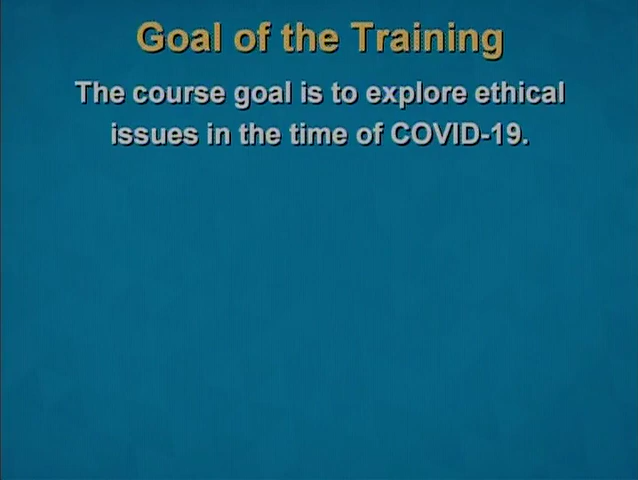 Goal of the Training
The course goal is to explore ethical
issues in the time of COVID-19.